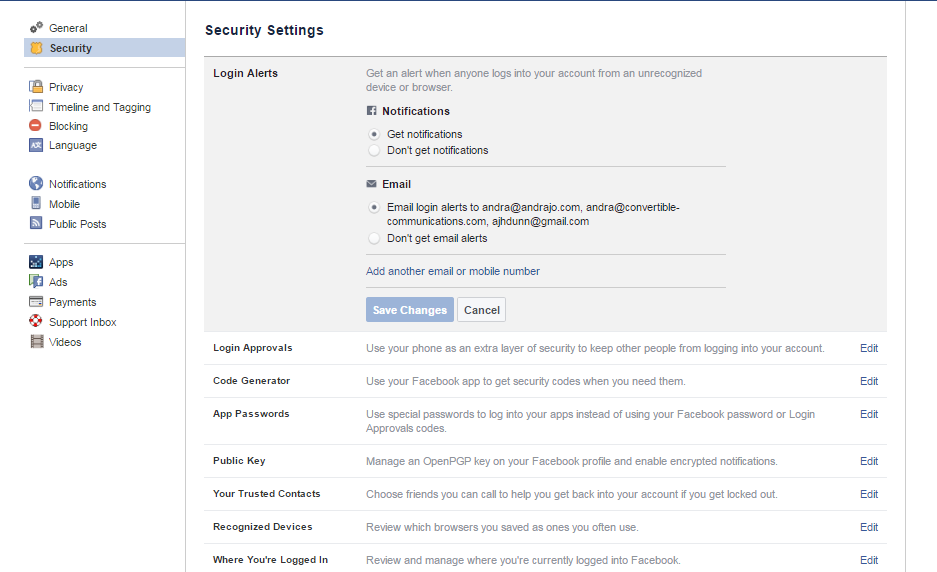 General
Security
Privacy
Timeline and Tagging
Blocking
Language
Notifications
Mobile
Public Posts
Apps
Ads
Payments
Support Inbox
Videos
Security Settings
Login Alerts
Get an alert when anyone logs into your account from an unrecognized
device or browser.
Notifications
Get notifications
Don't get notifications
Email
Email login alerts to andra@andrajo.com, andra@convertible-
communications.com, ajhdunn@gmail.com
Don't get email alerts
Add another email or mobile number
Save Changes Cancel
Login Approvals Use your phone as an extra layer of security to keep other people from logging into your account. Edit
Code Generator Use your Facebook app to get security codes when you need them. Edit
App Passwords Use special passwords to log into your apps instead of using your Facebook password or Login Edit
Approvals codes.
Public Key Manage an OpenPGP key on your Facebook profile and enable encrypted notifications. Edit
Your Trusted Contacts Choose friends you can call to help you get back into your account if you get locked out. Edit
Recognized Devices Review which browsers you saved as ones you often use. Edit
Where You're Logged In Review and manage where you're currently logged into Facebook. Edit